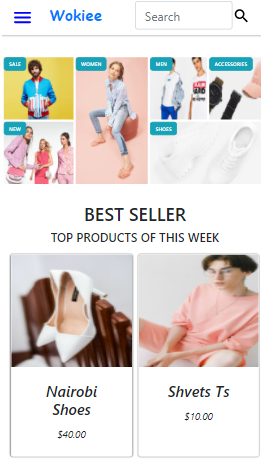 Wokiee
Search
SALE
WOMEN
MEN
ACCESSORIES
NEW
SHOES
BEST SELLER
TOP PRODUCTS OF THIS WEEK
Nairobi
Shoes
$40.00
Shvets Ts
$10.00